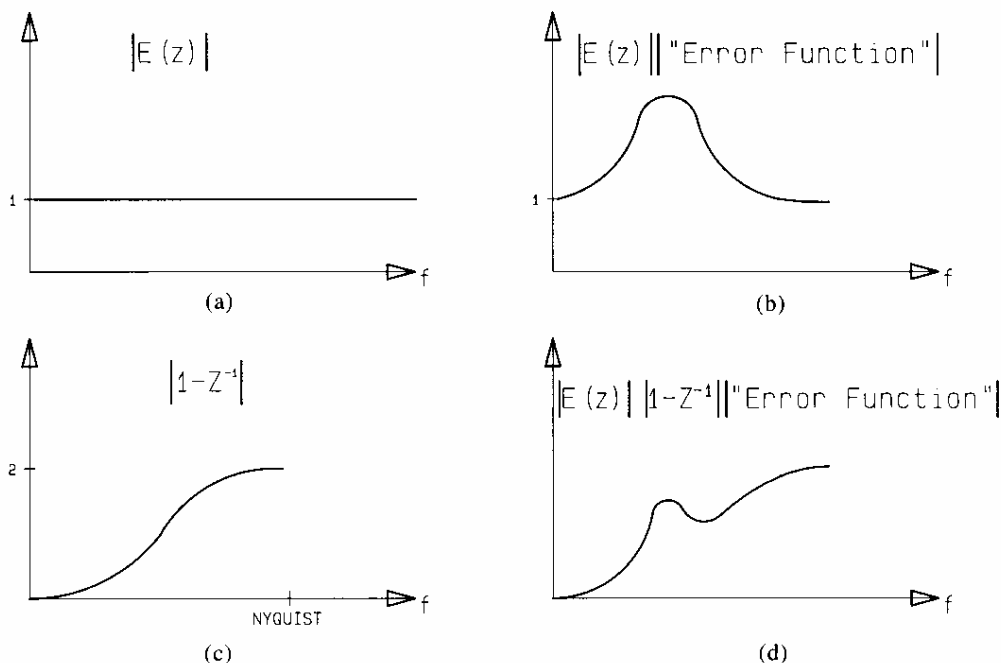 |E(z)|
1
f
(a)
|E(z)||"Error Function"|
1
f
(b)
|1-Z⁻¹|
2
f
NYQUIST
(c)
|E(z)||1-Z⁻¹||"Error Function"|
f
(d)